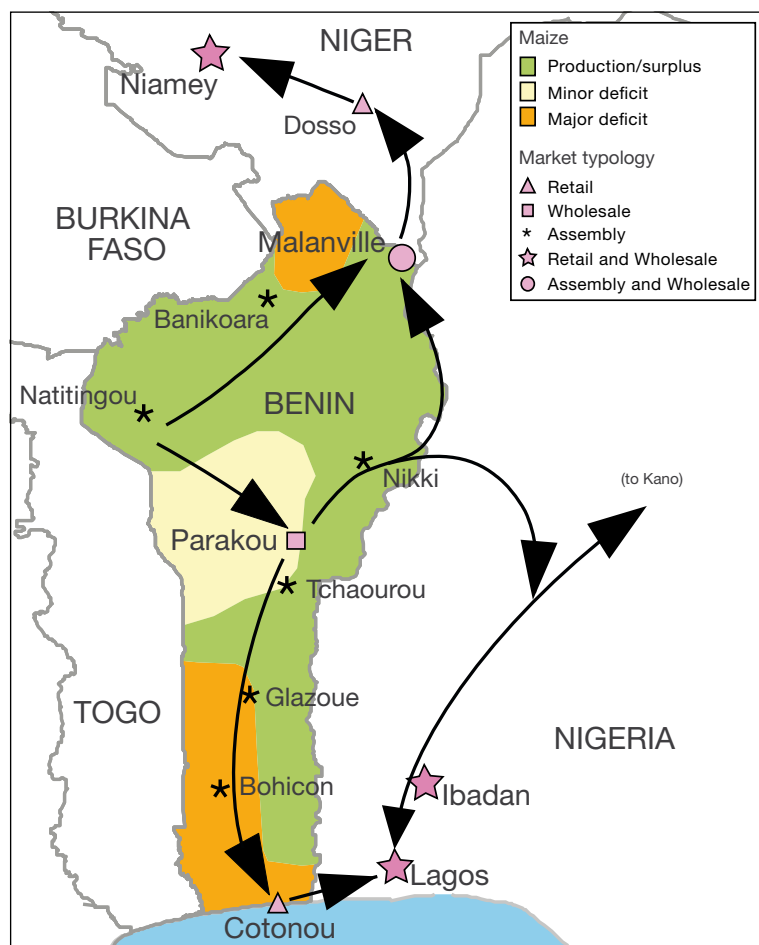 NIGER
Niamey
Dosso
Maize
Production/surplus
Minor deficit
Major deficit
Market typology
Retail
Wholesale
Assembly
Retail and Wholesale
Assembly and Wholesale
BURKINA
FASO
Malanville
Banikoara
Natitingou
BENIN
Nikki
(to Kano)
Parakou
Tchaourou
Glazoue
TOGO
NIGERIA
Bohicon
Ibadan
Lagos
Cotonou